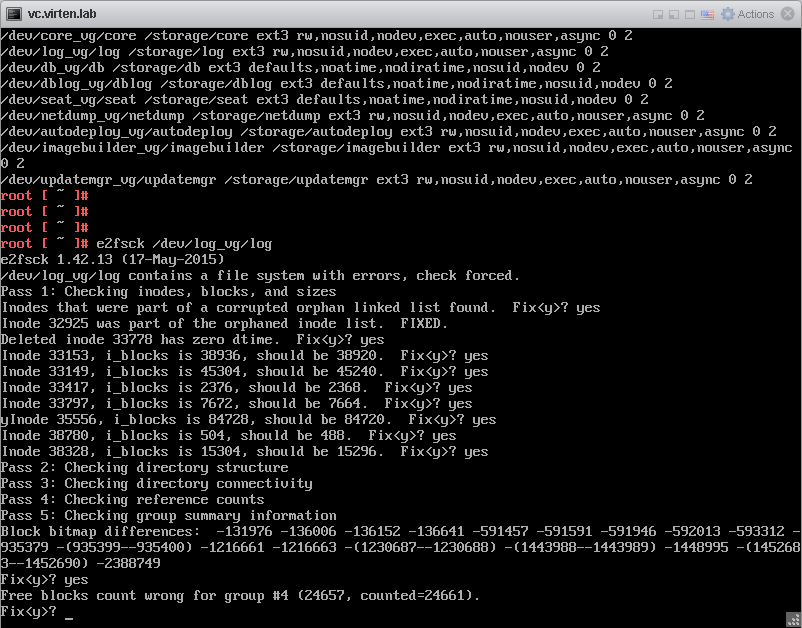 vc.virten.lab
Actions
/dev/core_vg/core /storage/core ext3 rw,nosuid,nodev,exec,auto,nouser,async 0 2
/dev/log_vg/log /storage/log ext3 rw,nosuid,nodev,exec,auto,nouser,async 0 2
/dev/db_vg/db /storage/db ext3 defaults,noatime,nodiratime,nosuid,nodev 0 2
/dev/dblog_vg/dblog /storage/dblog ext3 defaults,noatime,nodiratime,nosuid,nodev 0 2
/dev/seat_vg/seat /storage/seat ext3 defaults,noatime,nodiratime,nosuid,nodev 0 2
/dev/netdump_vg/netdump /storage/netdump ext3 rw,nosuid,nodev,exec,auto,nouser,async 0 2
/dev/autodeploy_vg/autodeploy /storage/autodeploy ext3 rw,nosuid,nodev,exec,auto,nouser,async 0 2
/dev/imagebuilder_vg/imagebuilder /storage/imagebuilder ext3 rw,nosuid,nodev,exec,auto,nouser,async
0 2
/dev/updatemgr_vg/updatemgr /storage/updatemgr ext3 rw,nosuid,nodev,exec,auto,nouser,async 0 2
root [ ~ ]#
root [ ~ ]#
root [ ~ ]#
root [ ~ ]# e2fsck /dev/log_vg/log
e2fsck 1.42.13 (17-May-2015)
/dev/log_vg/log contains a file system with errors, check forced.
Pass 1: Checking inodes, blocks, and sizes
Inodes that were part of a corrupted orphan linked list found.  Fix<y>? yes
Inode 32925 was part of the orphaned inode list.  FIXED.
Deleted inode 33778 has zero dtime.  Fix<y>? yes
Inode 33153, i_blocks is 38936, should be 38920.  Fix<y>? yes
Inode 33149, i_blocks is 45304, should be 45240.  Fix<y>? yes
Inode 33417, i_blocks is 2376, should be 2368.  Fix<y>? yes
Inode 33797, i_blocks is 7672, should be 7664.  Fix<y>? yes
yInode 35556, i_blocks is 84728, should be 84720.  Fix<y>? yes
Inode 38780, i_blocks is 504, should be 488.  Fix<y>? yes
Inode 38328, i_blocks is 15304, should be 15296.  Fix<y>? yes
Pass 2: Checking directory structure
Pass 3: Checking directory connectivity
Pass 4: Checking reference counts
Pass 5: Checking group summary information
Block bitmap differences:  -131976 -136006 -136152 -136641 -591457 -591591 -591946 -592013 -593312 -
935379 -(935399--935400) -1216661 -1216663 -(1230687--1230688) -(1443988--1443989) -1448995 -(145268
3--1452690) -2388749
Fix<y>? yes
Free blocks count wrong for group #4 (24657, counted=24661).
Fix<y>? _